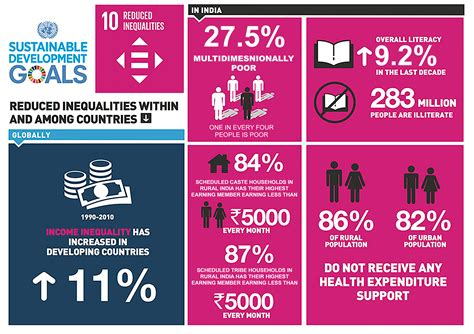 SUSTAINABLE
DEVELOPMENT
GOALS
10 REDUCED
INEQUALITIES
REDUCED INEQUALITIES WITHIN
AND AMONG COUNTRIES
GLOBALLY
1990-2010
INCOME INEQUALITY HAS
INCREASED IN
DEVELOPING COUNTRIES
11%
IN INDIA
27.5%
MULTIDIMESNIONALLY
POOR
ONE IN EVERY FOUR
PEOPLE IS POOR
OVERALL LITERACY
9.2%
IN THE LAST DECADE
283 MILLION
PEOPLE ARE ILLITERATE
84%
SCHEDULED CASTE HOUSEHOLDS IN
RURAL INDIA HAS THEIR HIGHEST
EARNING MEMBER EARNING LESS THAN
₹5000
EVERY MONTH
87%
SCHEDULED TRIBE HOUSEHOLDS IN
RURAL INDIA HAS THEIR HIGHEST
EARNING MEMBER EARNING LESS THAN
₹5000
EVERY MONTH
86%
OF RURAL
POPULATION
82%
OF URBAN
POPULATION
DO NOT RECEIVE ANY
HEALTH EXPENDITURE
SUPPORT